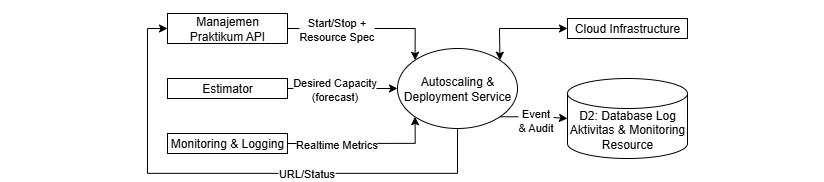 Manajemen
Praktikum API
Start/Stop +
Resource Spec
Cloud Infrastructure
Estimator
Desired Capacity
(forecast)
Autoscaling &
Deployment Service
Event
& Audit
D2: Database Log
Aktivitas & Monitoring
Resource
Monitoring & Logging
Realtime Metrics
URL/Status